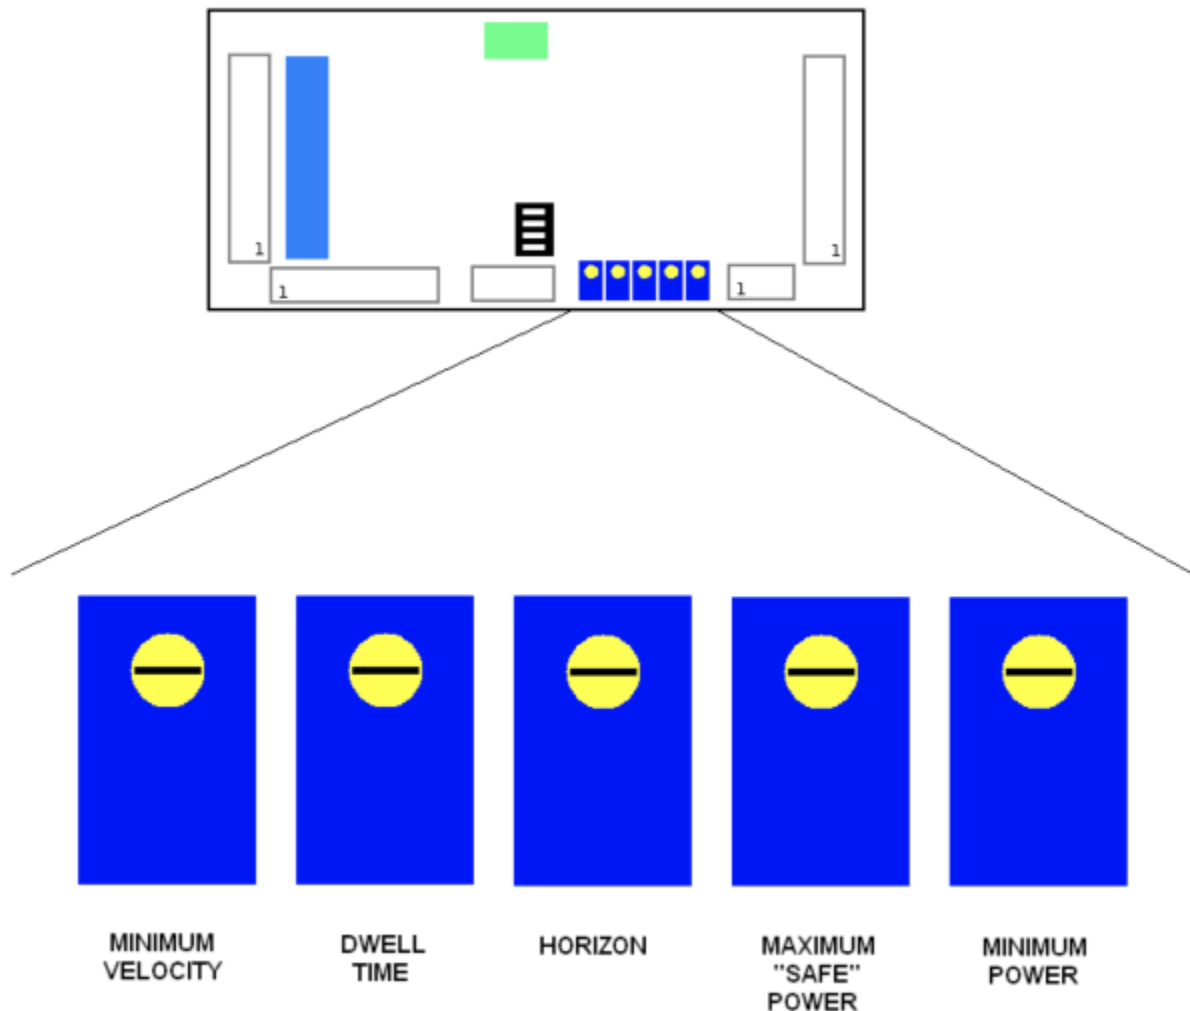 1
1
1
1
MINIMUM
VELOCITY
DWELL
TIME
HORIZON
MAXIMUM
"SAFE"
POWER
MINIMUM
POWER